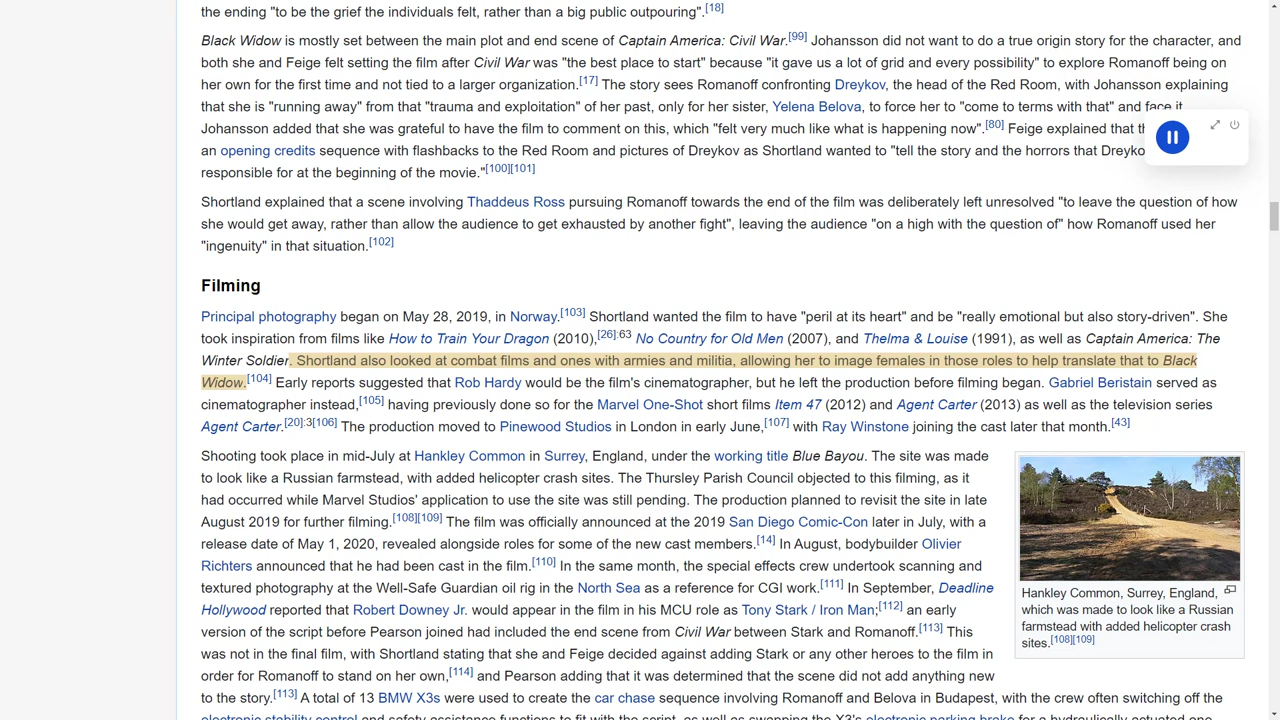 the ending "to be the grief the individuals felt, rather than a big public outpouring".[18]
Black Widow is mostly set between the main plot and end scene of Captain America: Civil War.[99] Johansson did not want to do a true origin story for the character, and
both she and Feige felt setting the film after Civil War was "the best place to start" because "it gave us a lot of grid and every possibility" to explore Romanoff being on
her own for the first time and not tied to a larger organization.[17] The story sees Romanoff confronting Dreykov, the head of the Red Room, with Johansson explaining
that she is "running away" from that "trauma and exploitation" of her past, only for her sister, Yelena Belova, to force her to "come to terms with that" and face it.
Johansson added that she was grateful to have the film to comment on this, which "felt very much like what is happening now".[80] Feige explained that
an opening credits sequence with flashbacks to the Red Room and pictures of Dreykov as Shortland wanted to "tell the story and the horrors that
responsible for at the beginning of the movie."[100][101]
Shortland explained that a scene involving Thaddeus Ross pursuing Romanoff towards the end of the film was deliberately left unresolved "to leave the question of how
she would get away, rather than allow the audience to get exhausted by another fight", leaving the audience "on a high with the question of" how Romanoff used her
"ingenuity" in that situation.[102]
Filming
Principal photography began on May 28, 2019, in Norway.[103] Shortland wanted the film to have "peril at its heart" and be "really emotional but also story-driven". She
took inspiration from films like How to Train Your Dragon (2010),[26]:63 No Country for Old Men (2007), and Thelma & Louise (1991), as well as Captain America: The
Winter Soldier. Shortland also looked at combat films and ones with armies and militia, allowing her to image females in those roles to help translate that to Black
Widow.[104] Early reports suggested that Rob Hardy would be the film's cinematographer, but he left the production before filming began. Gabriel Beristain served as
cinematographer instead,[105] having previously done so for the Marvel One-Shot short films Item 47 (2012) and Agent Carter (2013) as well as the television series
Agent Carter.[20]:3[106] The production moved to Pinewood Studios in London in early June,[107] with Ray Winstone joining the cast later that month.[43]
Shooting took place in mid-July at Hankley Common in Surrey, England, under the working title Blue Bayou. The site was made
to look like a Russian farmstead, with added helicopter crash sites. The Thursley Parish Council objected to this filming, as it
had occurred while Marvel Studios' application to use the site was still pending. The production planned to revisit the site in late
August 2019 for further filming.[108][109] The film was officially announced at the 2019 San Diego Comic-Con later in July, with a
release date of May 1, 2020, revealed alongside roles for some of the new cast members.[14] In August, bodybuilder Olivier
Richters announced that he had been cast in the film.[110] In the same month, the special effects crew undertook scanning and
textured photography at the Well-Safe Guardian oil rig in the North Sea as a reference for CGI work.[111] In September, Deadline
Hollywood reported that Robert Downey Jr. would appear in the film in his MCU role as Tony Stark / Iron Man;[112] an early
version of the script before Pearson joined had included the end scene from Civil War between Stark and Romanoff.[113] This
was not in the final film, with Shortland stating that she and Feige decided against adding Stark or any other heroes to the film in
order for Romanoff to stand on her own,[114] and Pearson adding that it was determined that the scene did not add anything new
to the story.[113] A total of 13 BMW X3s were used to create the car chase sequence involving Romanoff and Belova in Budapest, with the crew often switching off the
electronic stability control and safety assistance functions to fit with the script, as well as swapping the X3's electronic parking brake for a hydraulically actuated one
Hankley Common, Surrey, England,
which was made to look like a Russian
farmstead with added helicopter crash
sites.[108][109]